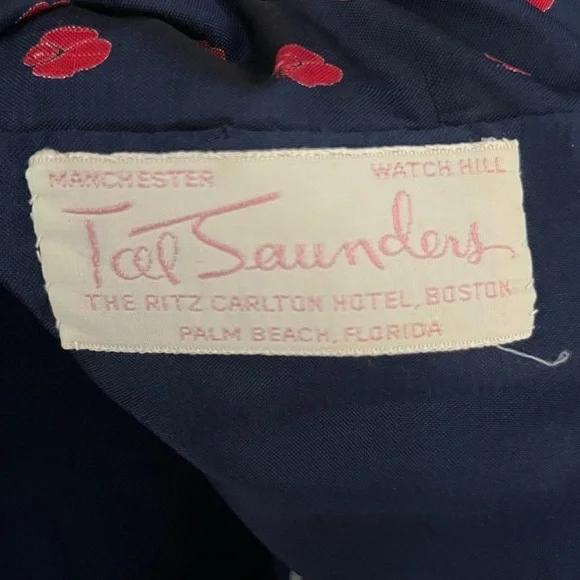 MANCHESTER WATCH HILL
Tal Saunders
THE RITZ CARLTON HOTEL, BOSTON
PALM BEACH, FLORIDA